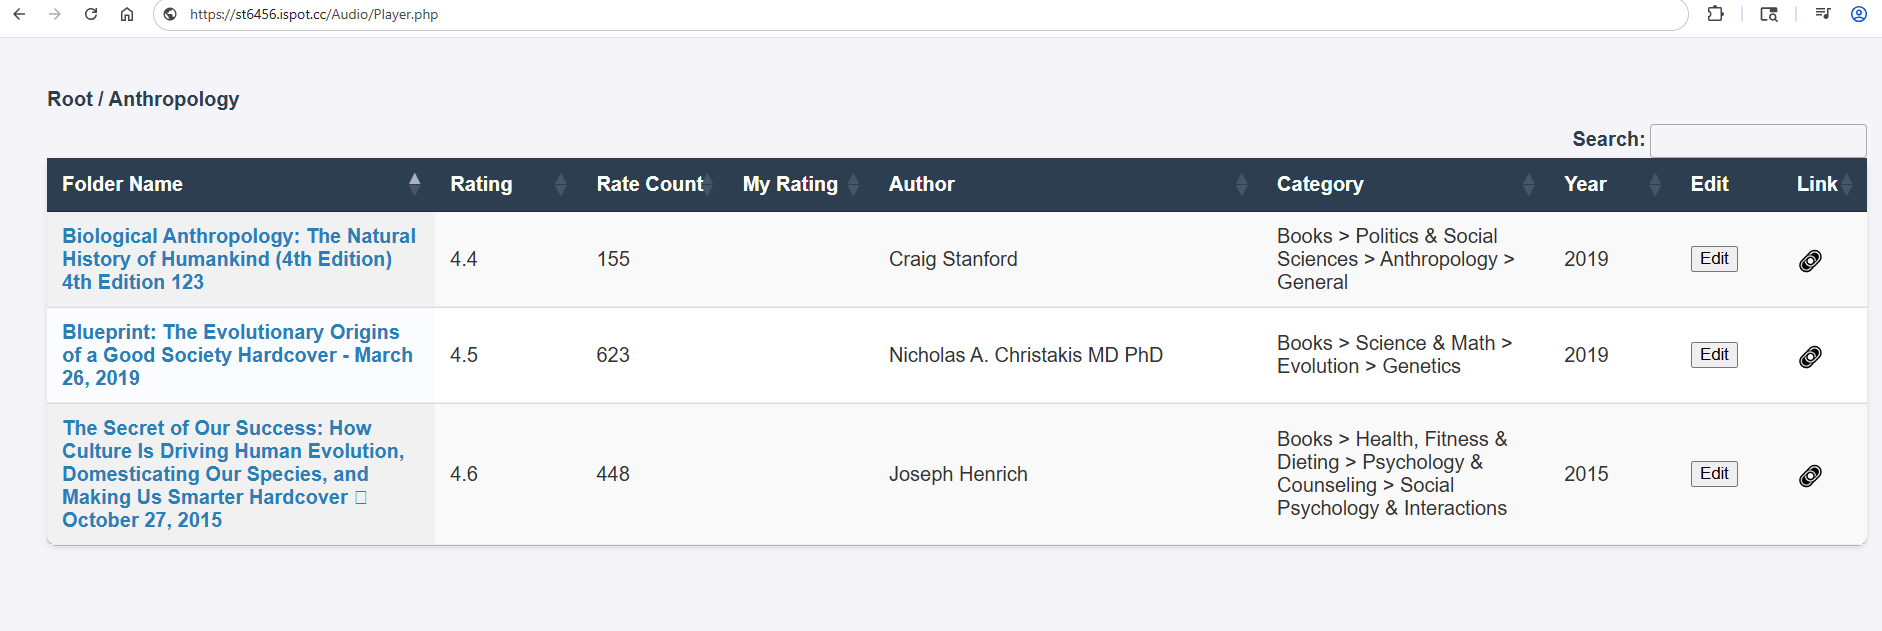 https://st6456.ispot.cc/Audio/Player.php
Root / Anthropology
Search:
Folder Name Rating Rate Count My Rating Author Category Year Edit Link
Biological Anthropology: The Natural
History of Humankind (4th Edition)
4th Edition 123
4.4
155
Craig Stanford
Books > Politics & Social
Sciences > Anthropology >
General
2019
Edit
Blueprint: The Evolutionary Origins
of a Good Society Hardcover - March
26, 2019
4.5
623
Nicholas A. Christakis MD PhD
Books > Science & Math >
Evolution > Genetics
2019
Edit
The Secret of Our Success: How
Culture Is Driving Human Evolution,
Domesticating Our Species, and
Making Us Smarter Hardcover
October 27, 2015
4.6
448
Joseph Henrich
Books > Health, Fitness &
Dieting > Psychology &
Counseling > Social
Psychology & Interactions
2015
Edit